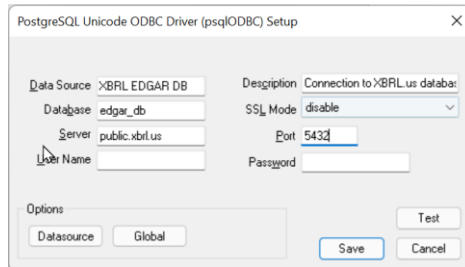 PostgreSQL Unicode ODBC Driver (psqlODBC) Setup
Data Source XBRL EDGAR DB Description Connection to XBRL.us databa:
Database edgar_db SSL Mode disable
Server public.xbrl.us Port 5432
User Name Password
Options
Datasource Global
Test
Save Cancel